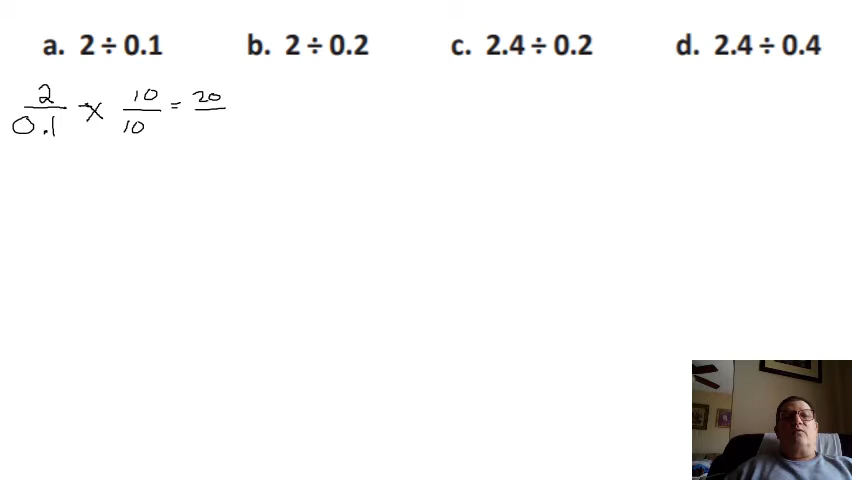 a. 2 ÷ 0.1 b. 2 ÷ 0.2 c. 2.4 ÷ 0.2 d. 2.4 ÷ 0.4
2/0.1 × 10/10 = 20/